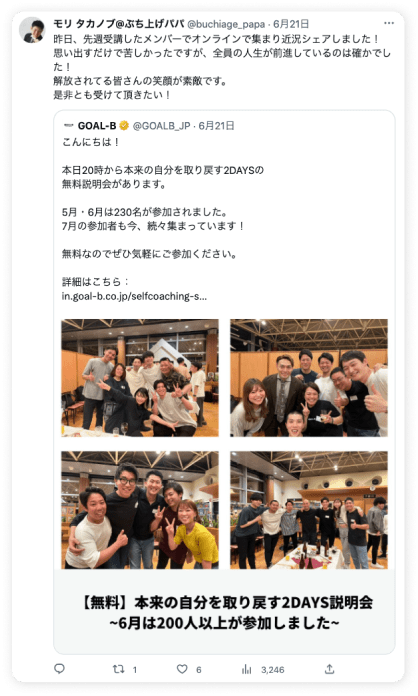 モリ タカノブ@ぶち上げパパ @buchiage_papa · 6月21日
昨日、先週受講したメンバーでオンラインで集まり近況シェアしました！
思い出すだけで苦しかったですが、全員の人生が前進しているのは確かでし
た！
解放されてる皆さんの笑顔が素敵です。
是非とも受けて頂きたい！
GOAL-B @GOALB_JP · 6月21日
こんにちは！
本日20時から本来の自分を取り戻す2DAYSの
無料説明会があります。
5月・6月は230名が参加されました。
7月の参加者も今、続々集まっています！
無料なのでぜひ気軽にご参加ください。
詳細はこちら：
in.goal-b.co.jp/selfcoaching-s...
【無料】本来の自分を取り戻す2DAYS説明会
~6月は200人以上が参加しました~
1 6 3,246